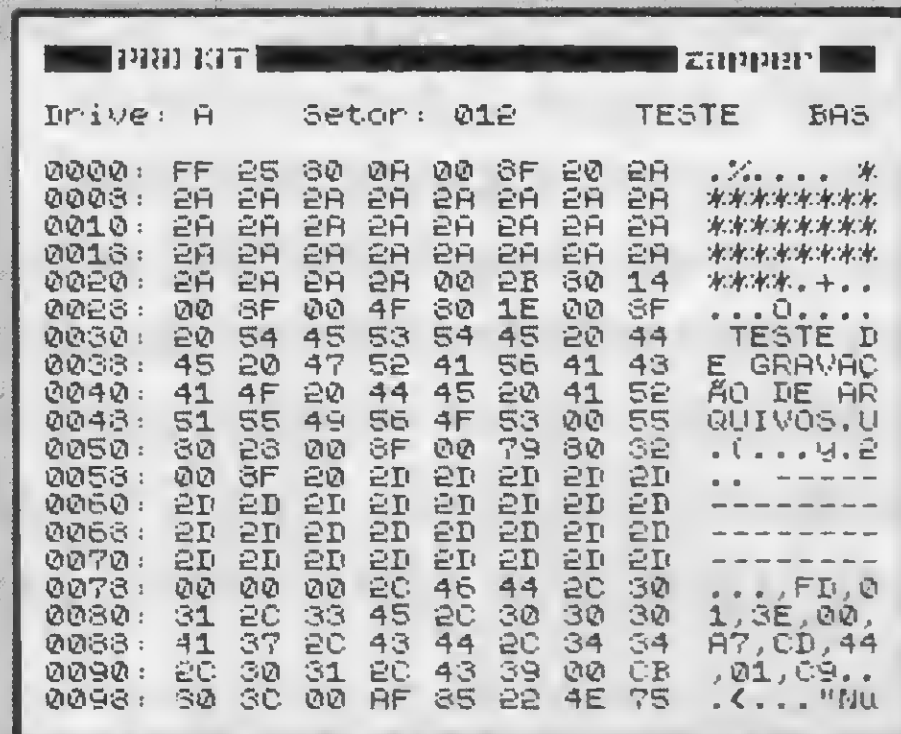 PRO KIT zapper
Drive: A Setor: 012 TESTE BAS
0000: FF 25 80 0A 00 8F 20 2A .%.... *
0008: 2A 2A 2A 2A 2A 2A 2A 2A ********
0010: 2A 2A 2A 2A 2A 2A 2A 2A ********
0018: 2A 2A 2A 2A 2A 2A 2A 2A ********
0020: 2A 2A 2A 2A 00 2B 80 14 ****.+..
0028: 00 8F 00 4F 80 1E 00 8F ...O....
0030: 20 54 45 53 54 45 20 44 TESTE D
0038: 45 20 47 52 41 56 41 43 E GRAVAÇ
0040: 41 4F 20 44 45 20 41 52 ÃO DE AR
0048: 51 55 49 56 4F 53 00 55 QUIVOS.U
0050: 80 28 00 8F 00 79 80 32 .(...y.2
0058: 00 8F 20 2D 2D 2D 2D 2D .. -----
0060: 2D 2D 2D 2D 2D 2D 2D 2D --------
0068: 2D 2D 2D 2D 2D 2D 2D 2D --------
0070: 2D 2D 2D 2D 2D 2D 2D 2D --------
0078: 00 00 00 2C 46 44 2C 30 ...,FD,0
0080: 31 2C 33 45 2C 30 30 30 1,3E,00,
0088: 41 37 2C 43 44 2C 34 34 A7,CD,44
0090: 2C 30 31 2C 43 39 00 CB ,01,C9..
0098: 80 3C 00 AF 85 22 4E 75 .<..."Nu